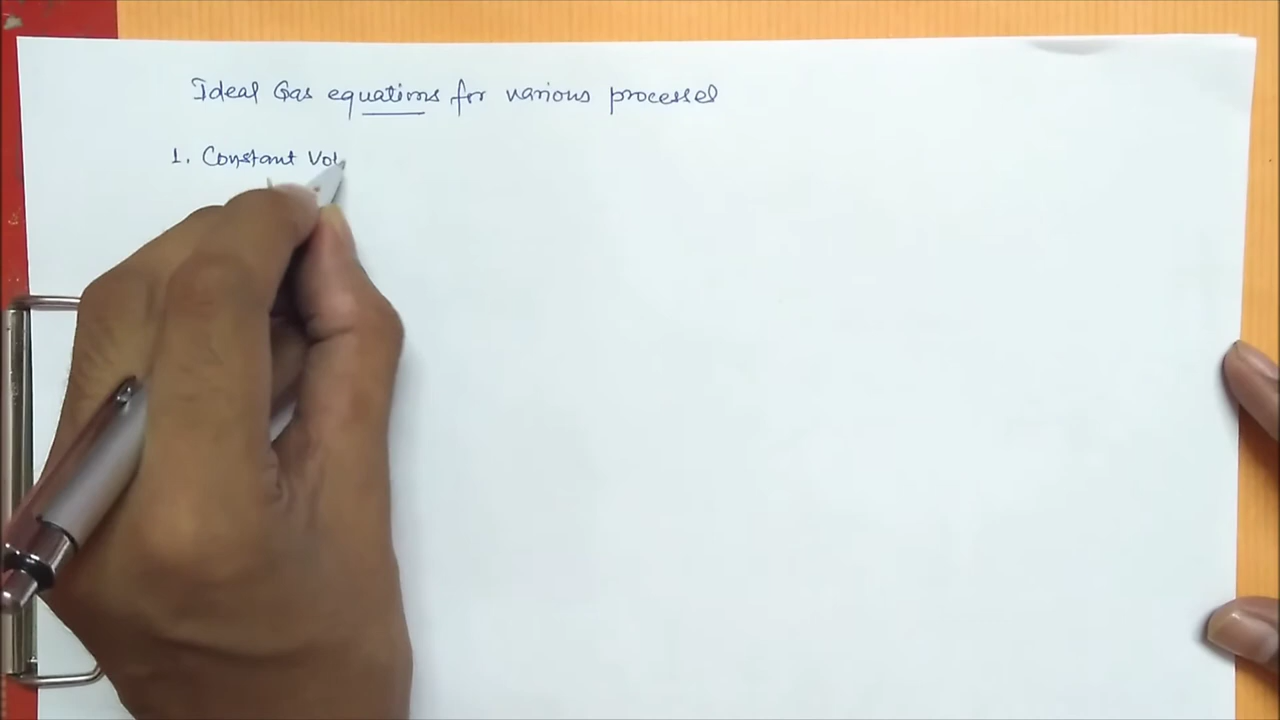 Ideal Gas equations for various processes
1. Constant Vol